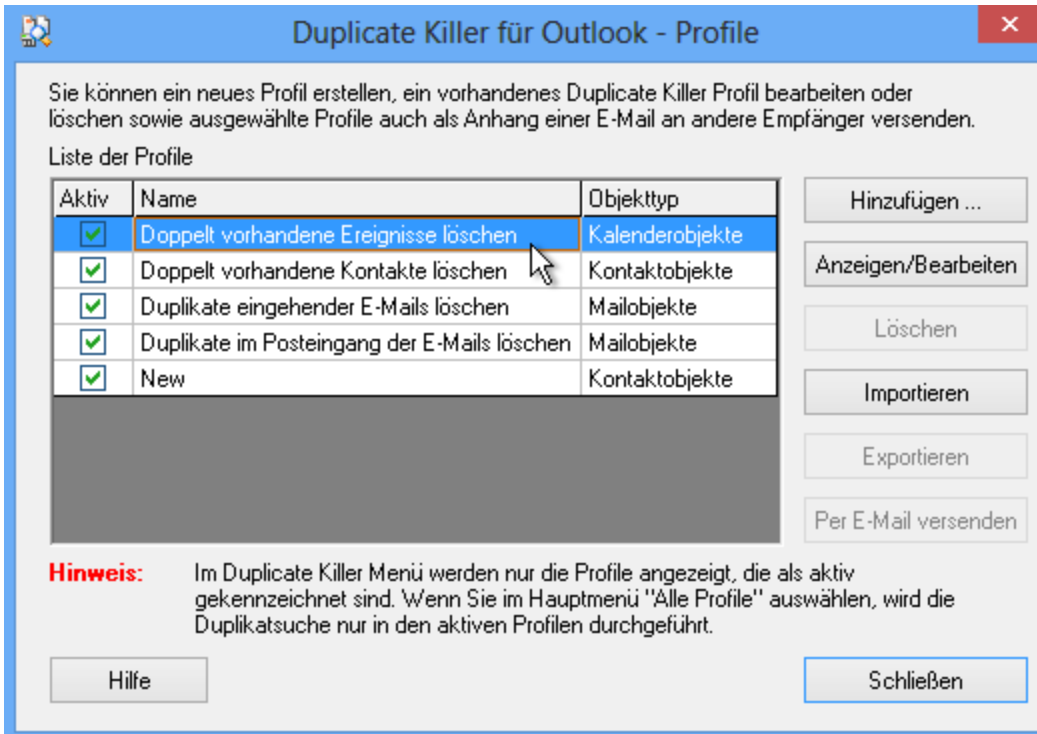 Duplicate Killer für Outlook - Profile
Sie können ein neues Profil erstellen, ein vorhandenes Duplicate Killer Profil bearbeiten oder
löschen sowie ausgewählte Profile auch als Anhang einer E-Mail an andere Empfänger versenden.
Liste der Profile
Aktiv Name Objekttyp
Doppelt vorhandene Ereignisse löschen Kalenderobjekte
Doppelt vorhandene Kontakte löschen Kontaktobjekte
Duplikate eingehender E-Mails löschen Mailobjekte
Duplikate im Posteingang der E-Mails löschen Mailobjekte
New Kontaktobjekte
Hinzufügen ...
Anzeigen/Bearbeiten
Löschen
Importieren
Exportieren
Per E-Mail versenden
Hinweis: Im Duplicate Killer Menü werden nur die Profile angezeigt, die als aktiv
gekennzeichnet sind. Wenn Sie im Hauptmenü "Alle Profile" auswählen, wird die
Duplikatsuche nur in den aktiven Profilen durchgeführt.
Hilfe
Schließen